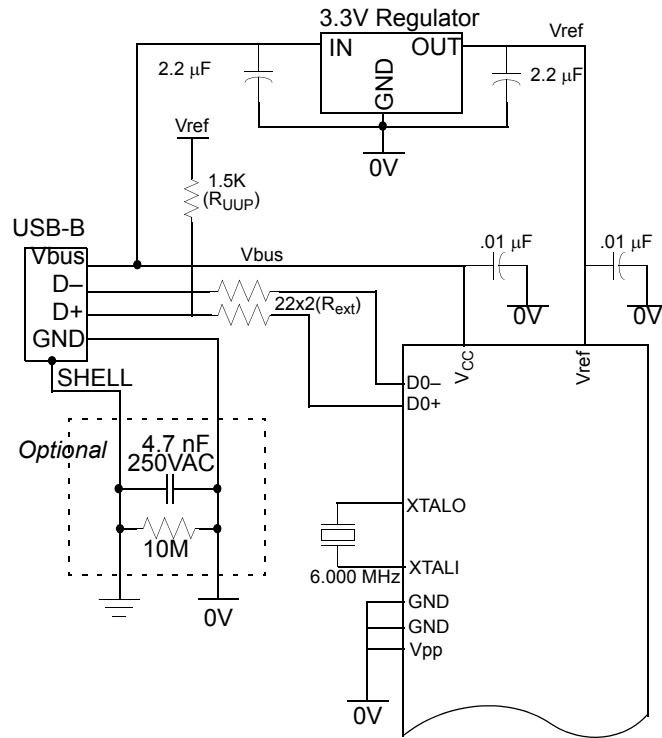 3.3V Regulator
IN
OUT
GND
Vref
2.2 μF
2.2 μF
Vref
0V
1.5K
(RUUP)
USB-B
Vbus
Vbus
.01 μF
.01 μF
D–
D+
22x2(Rext)
0V
0V
GND
SHELL
VCC
Vref
D0–
D0+
Optional
4.7 nF
250VAC
10M
XTALO
6.000 MHz
XTALI
0V
GND
GND
Vpp
0V